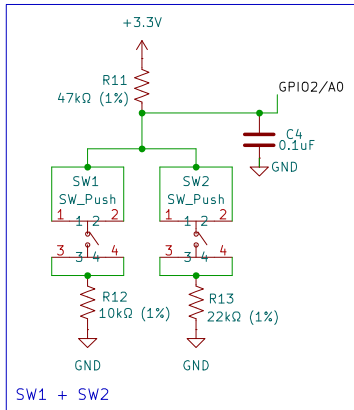 +3.3V
R11
47kΩ (1%)
GPIO2/A0
C4
0.1uF
GND
SW1
SW_Push
1 1 2 2
3 3 4 4
SW2
SW_Push
1 1 2 2
3 3 4 4
R12
10kΩ (1%)
R13
22kΩ (1%)
GND
GND
SW1 + SW2